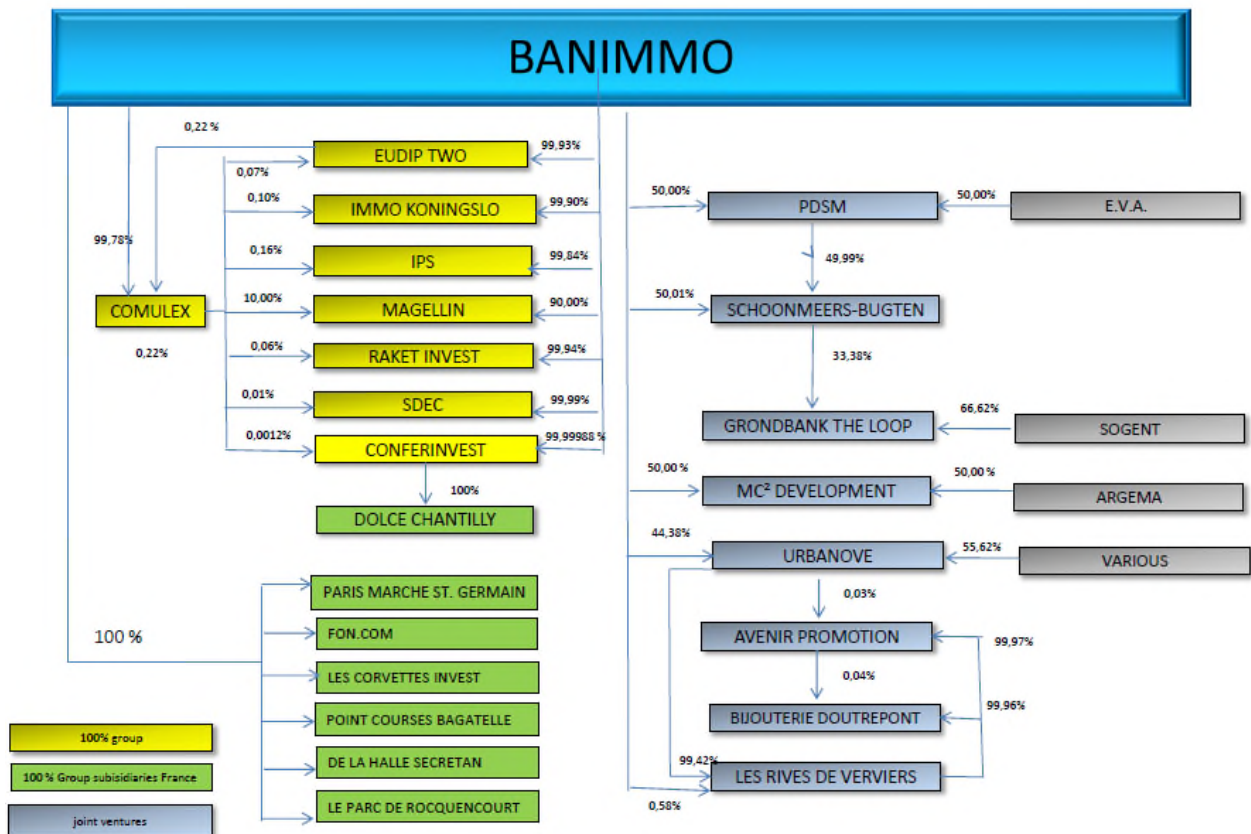 BANIMMO
0,22 %
EUDIP TWO
99,93%
0,07%
0,10%
IMMO KONINGSLO
99,90%
99,78%
0,16%
IPS
99,84%
COMULEX
10,00%
MAGELLIN
90,00%
0,22%
0,06%
RAKET INVEST
99,94%
0,01%
SDEC
99,99%
0,0012%
CONFERINVEST
99,99988 %
100%
DOLCE CHANTILLY
100 %
PARIS MARCHE ST. GERMAIN
FON.COM
LES CORVETTES INVEST
POINT COURSES BAGATELLE
DE LA HALLE SECRETAN
LE PARC DE ROCQUENCOURT
100% group
100 % Group subisidiaries France
joint ventures
50,00%
PDSM
50,00%
E.V.A.
49,99%
50,01%
SCHOONMEERS-BUGTEN
33,38%
GRONDBANK THE LOOP
66,62%
SOGENT
50,00 %
MC² DEVELOPMENT
50,00 %
ARGEMA
44,38%
URBANOVE
55,62%
VARIOUS
0,03%
AVENIR PROMOTION
99,97%
0,04%
BIJOUTERIE DOUTREPONT
99,96%
99,42%
LES RIVES DE VERVIERS
0,58%